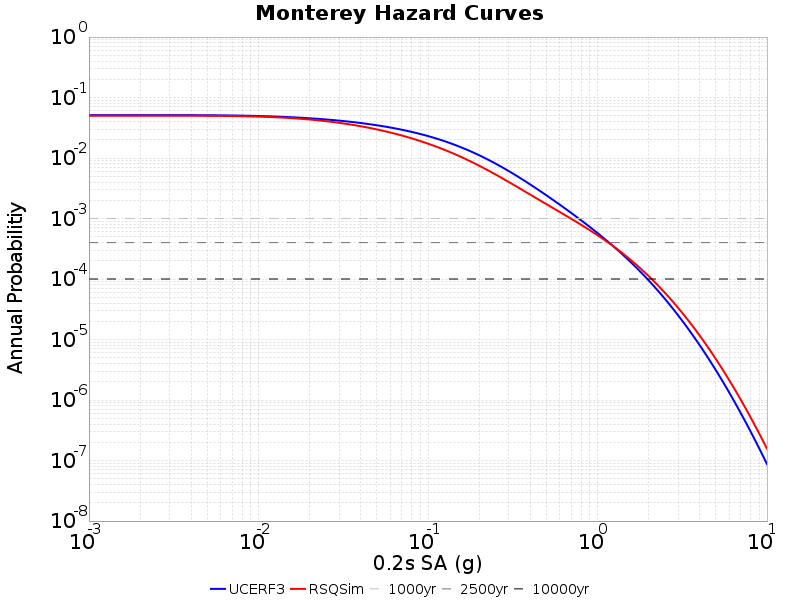 Monterey Hazard Curves
Annual Probabilitiy
10^0
10^-1
10^-2
10^-3
10^-4
10^-5
10^-6
10^-7
10^-8
10^-3 10^-2 10^-1 10^0 10^1
0.2s SA (g)
UCERF3 RSQSim 1000yr 2500yr 10000yr